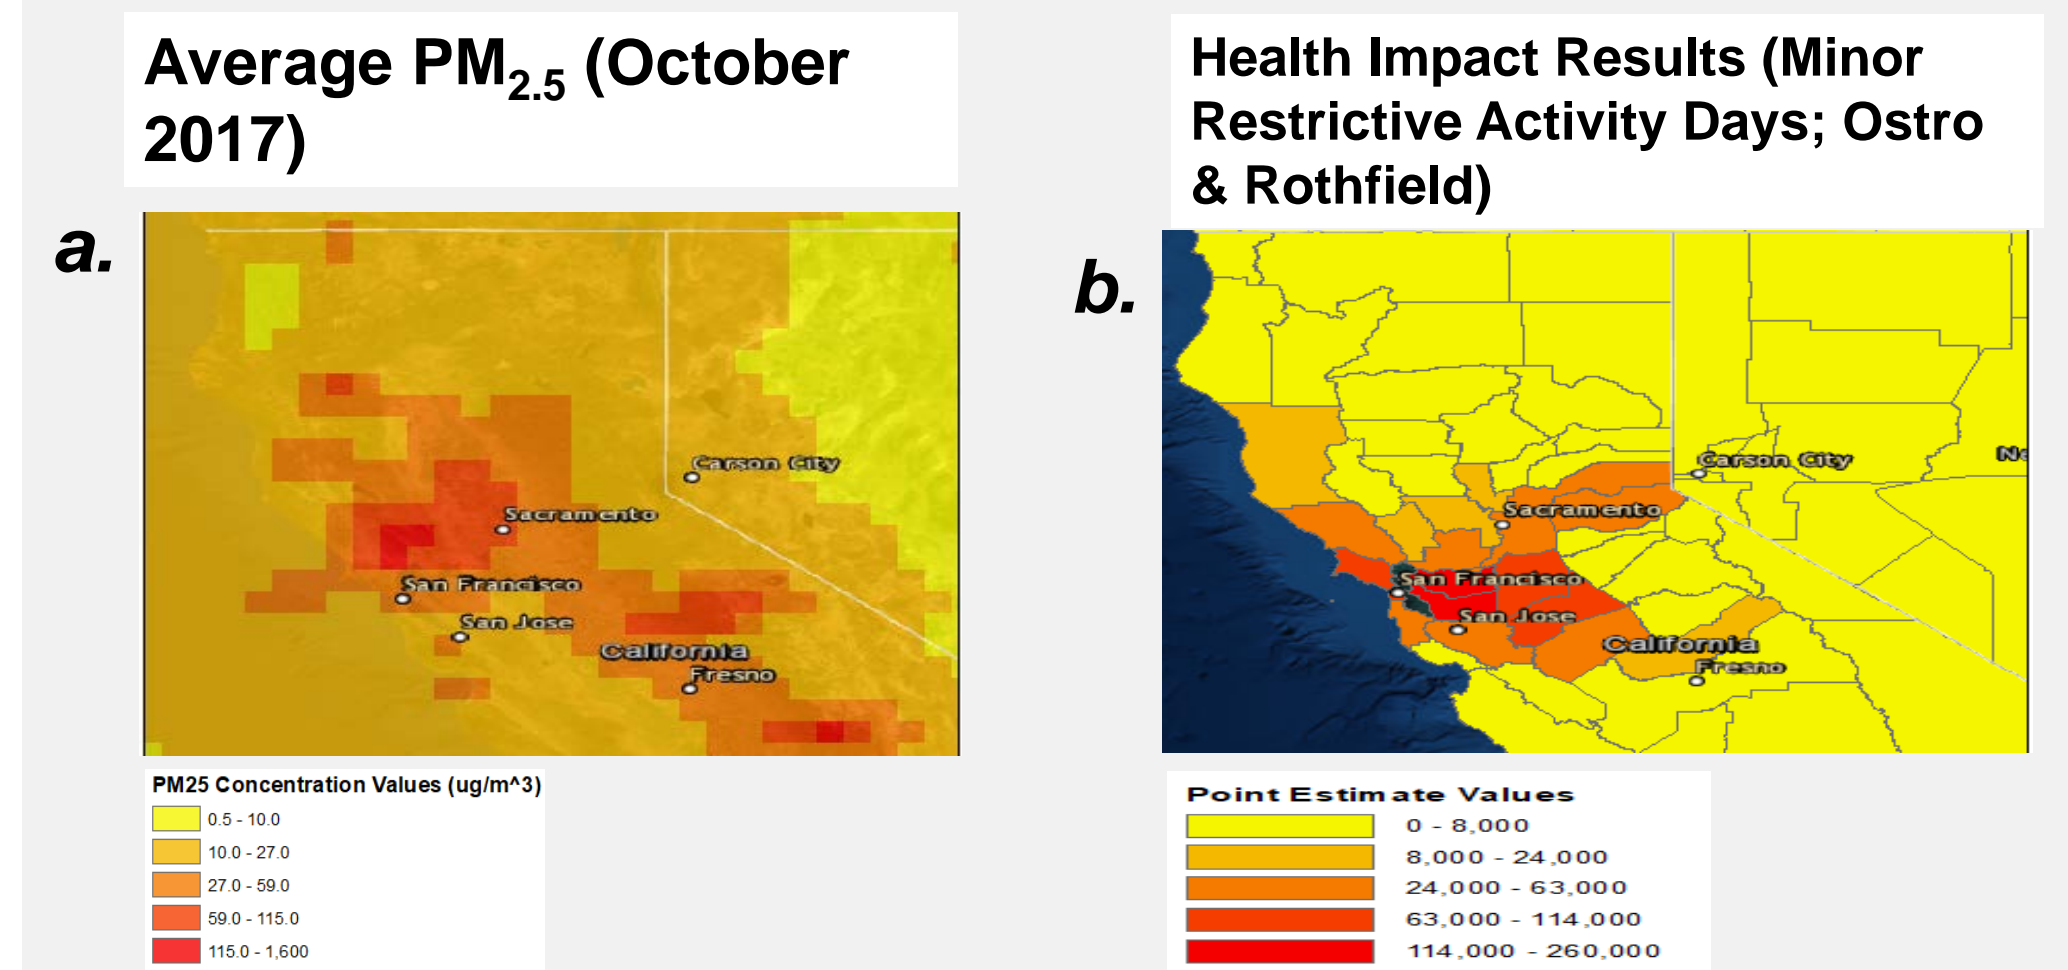 Average PM2.5 (October
2017)
Health Impact Results (Minor
Restrictive Activity Days; Ostro
& Rothfield)
a.
Carson City
Sacramento
San Francisco
San Jose
California
Fresno
PM25 Concentration Values (ug/m^3)
0.5 - 10.0
10.0 - 27.0
27.0 - 59.0
59.0 - 115.0
115.0 - 1,600
b.
Carson City
Ne
Sacramento
San Francisco
San Jose
California
Fresno
Point Estimate Values
0 - 8,000
8,000 - 24,000
24,000 - 63,000
63,000 - 114,000
114,000 - 260,000